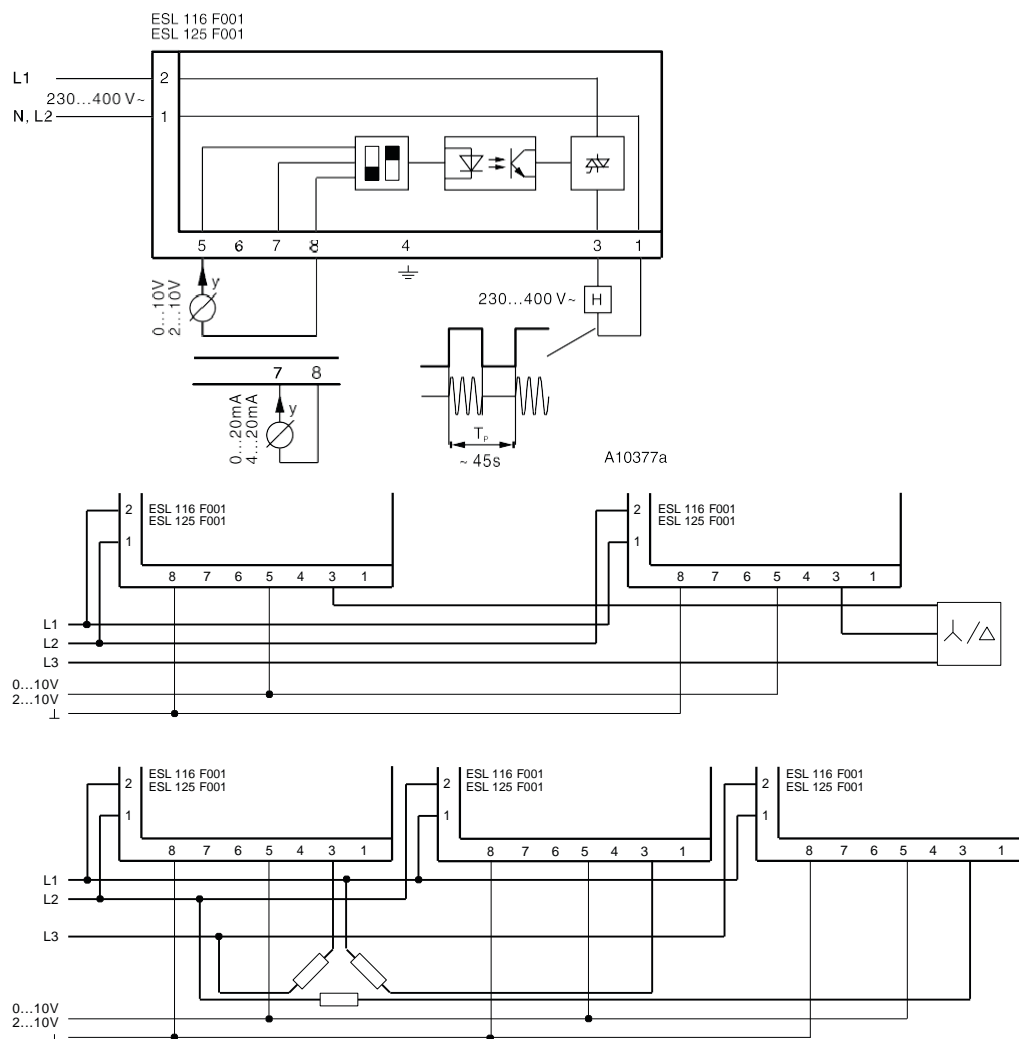 ESL 116 F001
ESL 125 F001
L1
2
230...400 V~
N, L2
1
5 6 7 8 4 3 1
y
0...10V
2...10V
230...400 V~
H
7 8
y
0...20mA
4...20mA
Tp
~ 45s
A10377a
2
ESL 116 F001
ESL 125 F001
1
8 7 6 5 4 3 1
2
ESL 116 F001
ESL 125 F001
1
8 7 6 5 4 3 1
L1
L2
L3
0...10V
2...10V
⊥
2
ESL 116 F001
ESL 125 F001
1
8 7 6 5 4 3 1
2
ESL 116 F001
ESL 125 F001
1
8 7 6 5 4 3 1
2
ESL 116 F001
ESL 125 F001
1
8 7 6 5 4 3 1
L1
L2
L3
0...10V
2...10V